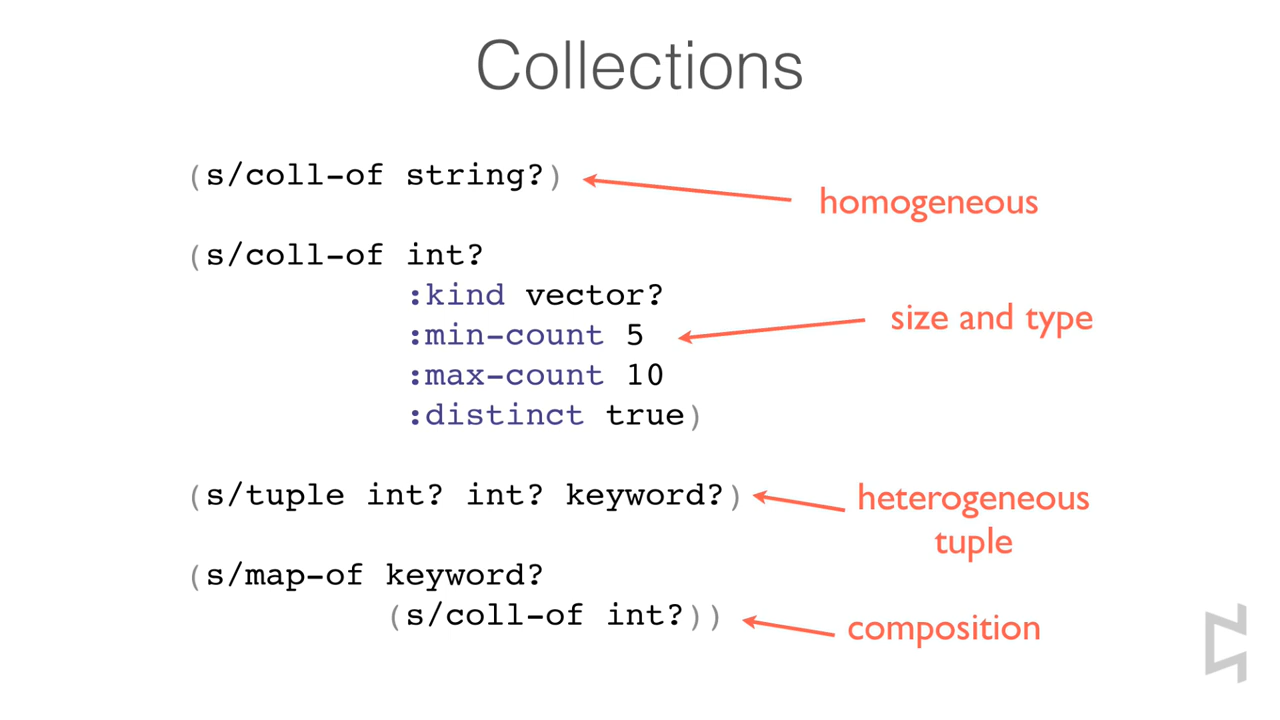 Collections
(s/coll-of string?)
homogeneous
(s/coll-of int?
:kind vector?
:min-count 5
size and type
:max-count 10
:distinct true)
(s/tuple int? int? keyword?)
heterogeneous
tuple
(s/map-of keyword?
(s/coll-of int?))
composition